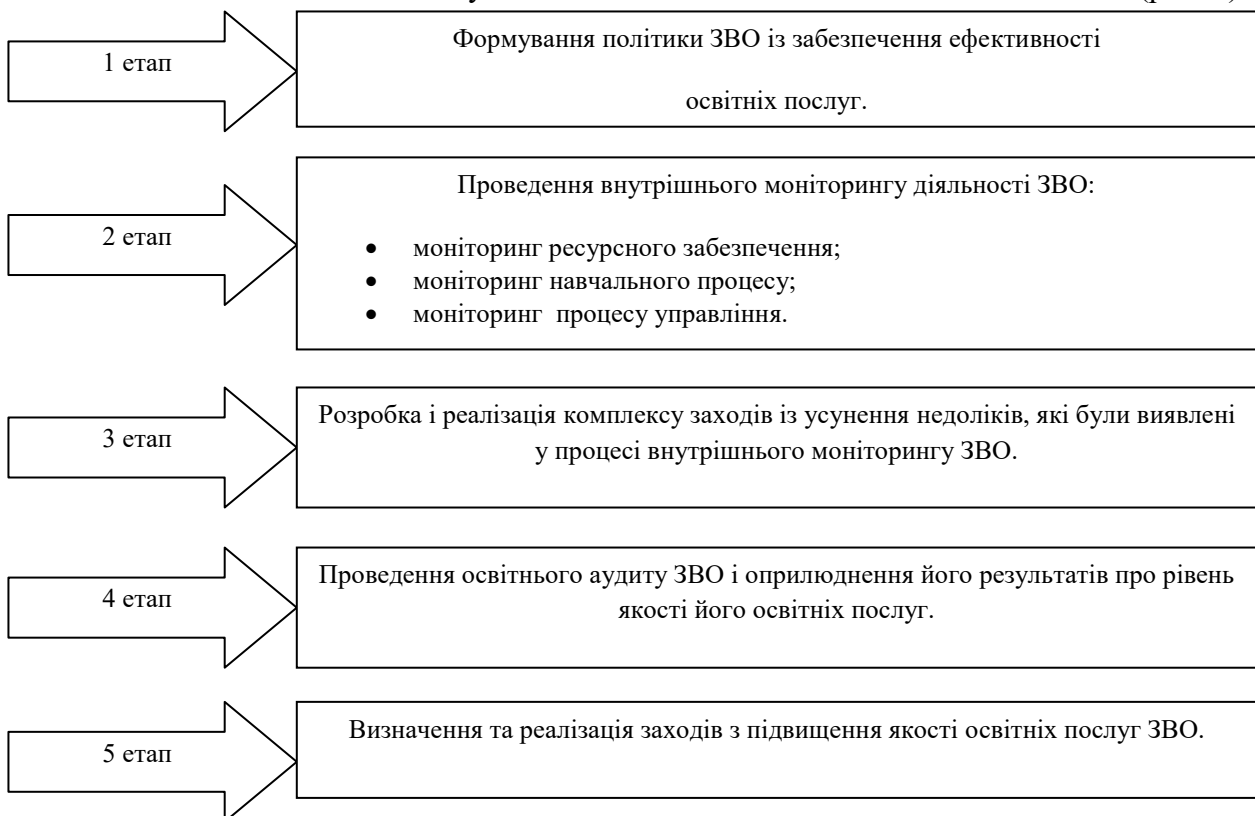 1 етап
Формування політики ЗВО із забезпечення ефективності
освітніх послуг.
2 етап
Проведення внутрішнього моніторингу діяльності ЗВО:
• моніторинг ресурсного забезпечення;
• моніторинг навчального процесу;
• моніторинг процесу управління.
3 етап
Розробка і реалізація комплексу заходів із усунення недоліків, які були виявлені
у процесі внутрішнього моніторингу ЗВО.
4 етап
Проведення освітнього аудиту ЗВО і оприлюднення його результатів про рівень
якості його освітніх послуг.
5 етап
Визначення та реалізація заходів з підвищення якості освітніх послуг ЗВО.